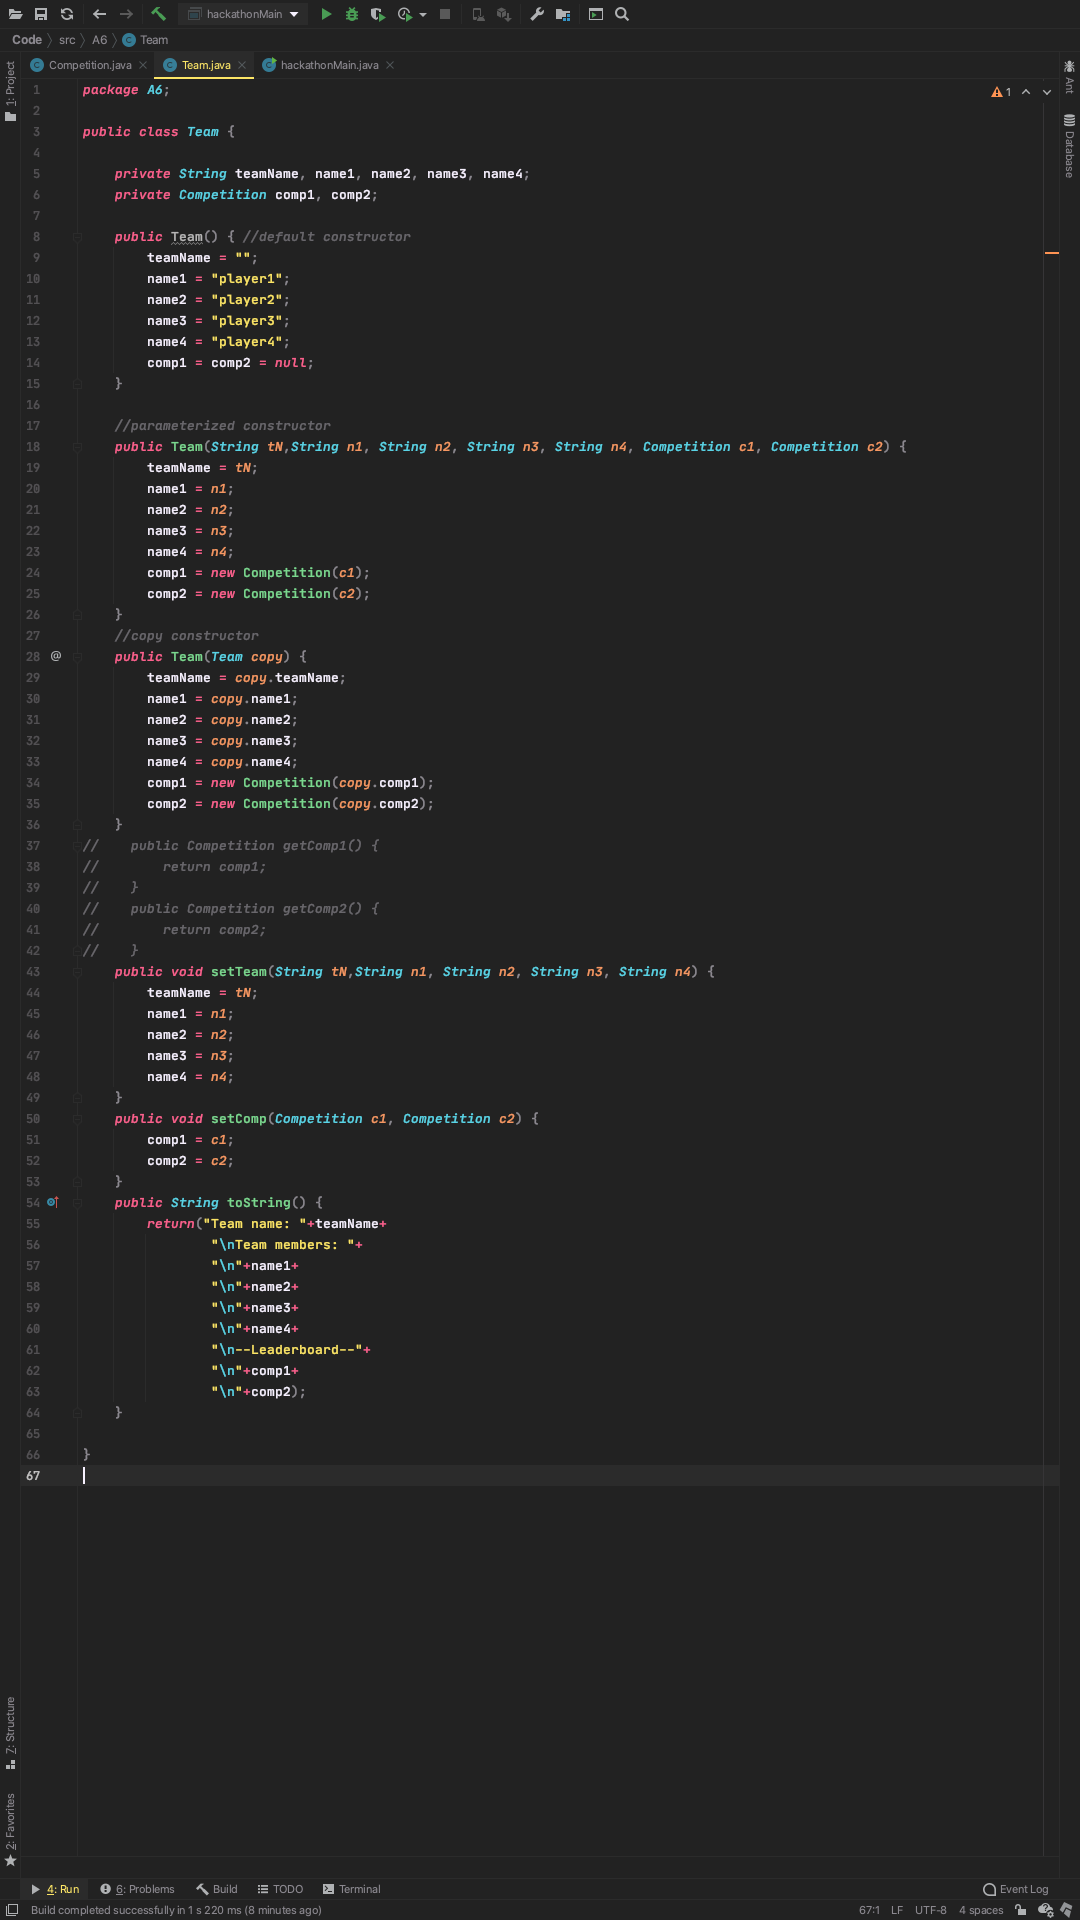 hackathonMain
Code src A6 Team
Competition.java Team.java hackathonMain.java
1: Project
Ant
Database
1
1 package A6;
2
3 public class Team {
4
5 private String teamName, name1, name2, name3, name4;
6 private Competition comp1, comp2;
7
8 public Team() { //default constructor
9 teamName = "";
10 name1 = "player1";
11 name2 = "player2";
12 name3 = "player3";
13 name4 = "player4";
14 comp1 = comp2 = null;
15 }
16
17 //parameterized constructor
18 public Team(String tN,String n1, String n2, String n3, String n4, Competition c1, Competition c2) {
19 teamName = tN;
20 name1 = n1;
21 name2 = n2;
22 name3 = n3;
23 name4 = n4;
24 comp1 = new Competition(c1);
25 comp2 = new Competition(c2);
26 }
27 //copy constructor
28 @ public Team(Team copy) {
29 teamName = copy.teamName;
30 name1 = copy.name1;
31 name2 = copy.name2;
32 name3 = copy.name3;
33 name4 = copy.name4;
34 comp1 = new Competition(copy.comp1);
35 comp2 = new Competition(copy.comp2);
36 }
37 // public Competition getComp1() {
38 // return comp1;
39 // }
40 // public Competition getComp2() {
41 // return comp2;
42 // }
43 public void setTeam(String tN,String n1, String n2, String n3, String n4) {
44 teamName = tN;
45 name1 = n1;
46 name2 = n2;
47 name3 = n3;
48 name4 = n4;
49 }
50 public void setComp(Competition c1, Competition c2) {
51 comp1 = c1;
52 comp2 = c2;
53 }
54 public String toString() {
55 return("Team name: "+teamName+
56 "\nTeam members: "+
57 "\n"+name1+
58 "\n"+name2+
59 "\n"+name3+
60 "\n"+name4+
61 "\n--Leaderboard--"+
62 "\n"+comp1+
63 "\n"+comp2);
64 }
65
66 }
67
7: Structure
2: Favorites
4: Run 6: Problems Build TODO Terminal Event Log
Build completed successfully in 1 s 220 ms (8 minutes ago) 67:1 LF UTF-8 4 spaces